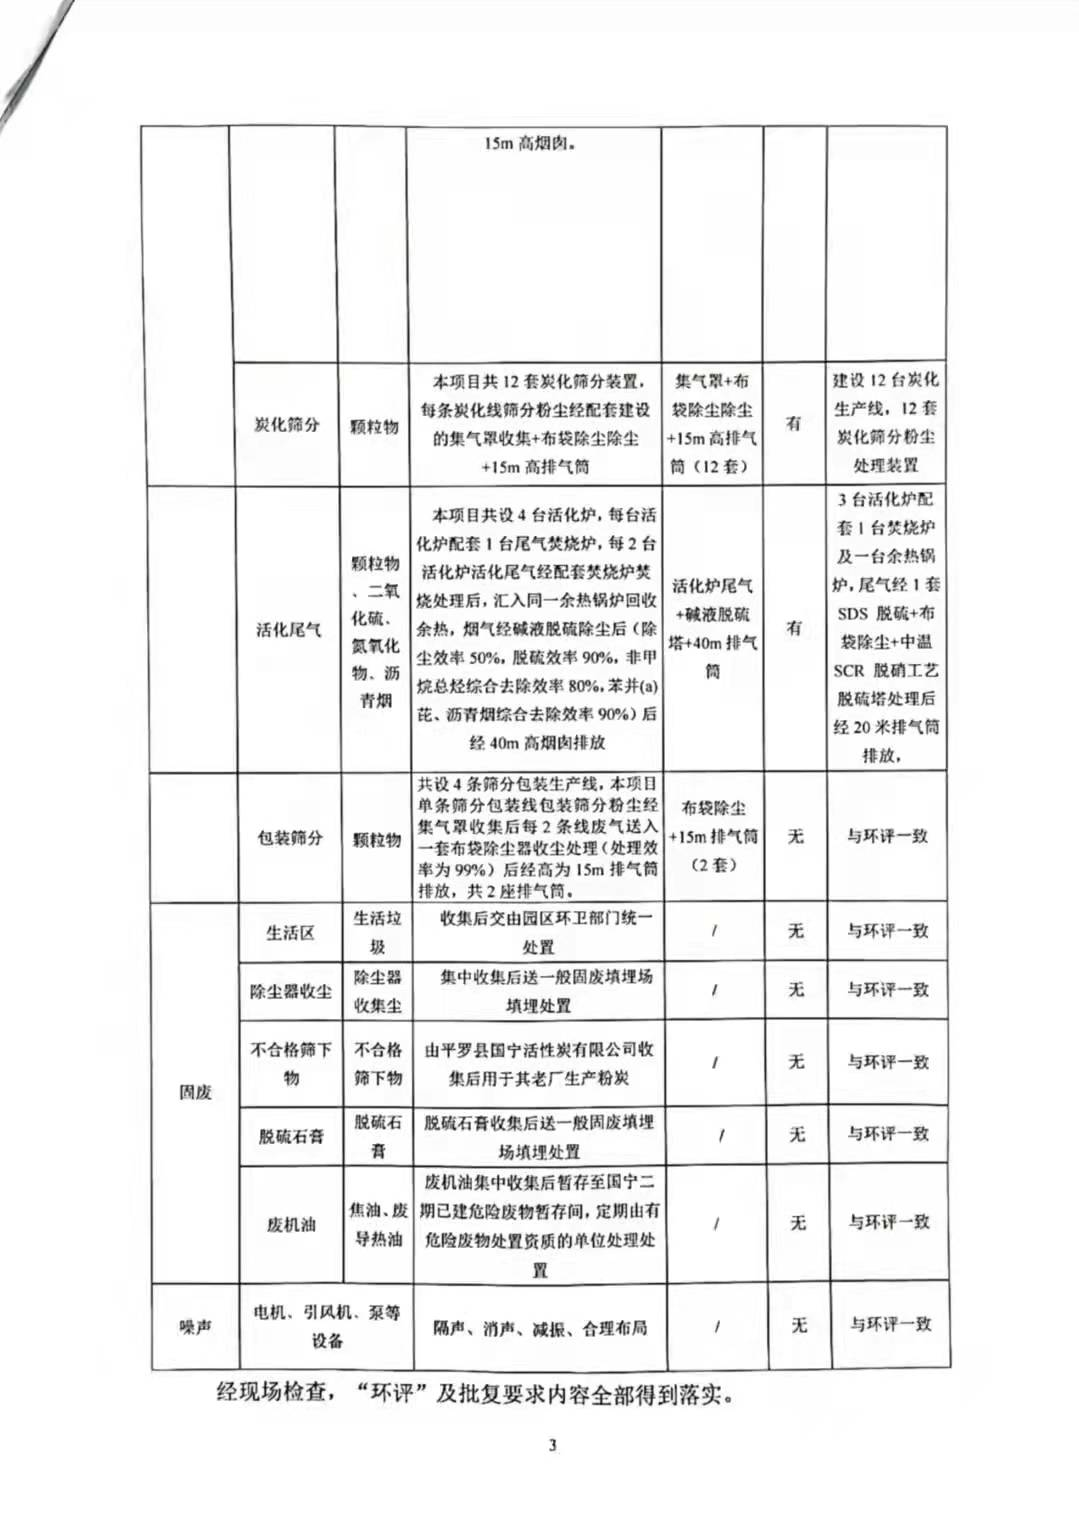 15m 高烟囱。
炭化筛分
颗粒物
本项目共 12 套炭化筛分装置，
每条炭化线筛分粉尘经配套建设
的集气罩收集+布袋除尘除尘
+15m 高排气筒
集气罩+布
袋除尘除尘
+15m 高排气
筒（12 套）
有
建设 12 台炭化
生产线，12 套
炭化筛分粉尘
处理装置
活化尾气
颗粒物
、二氧
化硫、
氮氧化
物、沥
青烟
本项目共设 4 台活化炉，每台活
化炉配套 1 台尾气焚烧炉，每 2 台
活化炉活化尾气经配套焚烧炉焚
烧处理后，汇入同一余热锅炉回收
余热，烟气经碱液脱硫除尘后（除
尘效率 50%，脱硫效率 90%，非甲
烷总烃综合去除效率 80%，苯并(a)
芘、沥青烟综合去除效率 90%）后
经 40m 高烟囱排放
活化炉尾气
+碱液脱硫
塔+40m 排气
筒
有
3 台活化炉配
套 1 台焚烧炉
及一台余热锅
炉，尾气经 1 套
SDS 脱硫+布
袋除尘+中温
SCR 脱硝工艺
脱硫塔处理后
经 20 米排气筒
排放，
包装筛分
颗粒物
共设 4 条筛分包装生产线，本项目
单条筛分包装线包装筛分粉尘经
集气罩收集后每 2 条线废气送入
一套布袋除尘器收尘处理（处理效
率为 99%）后经高为 15m 排气筒
排放，共 2 座排气筒。
布袋除尘
+15m 排气筒
（2 套）
无
与环评一致
固废
生活区
生活垃
圾
收集后交由园区环卫部门统一
处置
/
无
与环评一致
除尘器收尘
除尘器
收集尘
集中收集后送一般固废填埋场
填埋处置
/
无
与环评一致
不合格筛下
物
不合格
筛下物
由平罗县国宁活性炭有限公司收
集后用于其老厂生产粉炭
/
无
与环评一致
脱硫石膏
脱硫石
膏
脱硫石膏收集后送一般固废填埋
场填埋处置
/
无
与环评一致
废机油
焦油、废
导热油
废机油集中收集后暂存至国宁二
期已建危险废物暂存间，定期由有
危险废物处置资质的单位处理处
置
/
无
与环评一致
噪声
电机、引风机、泵等
设备
隔声、消声、减振、合理布局
/
无
与环评一致
经现场检查，“环评”及批复要求内容全部得到落实。
3